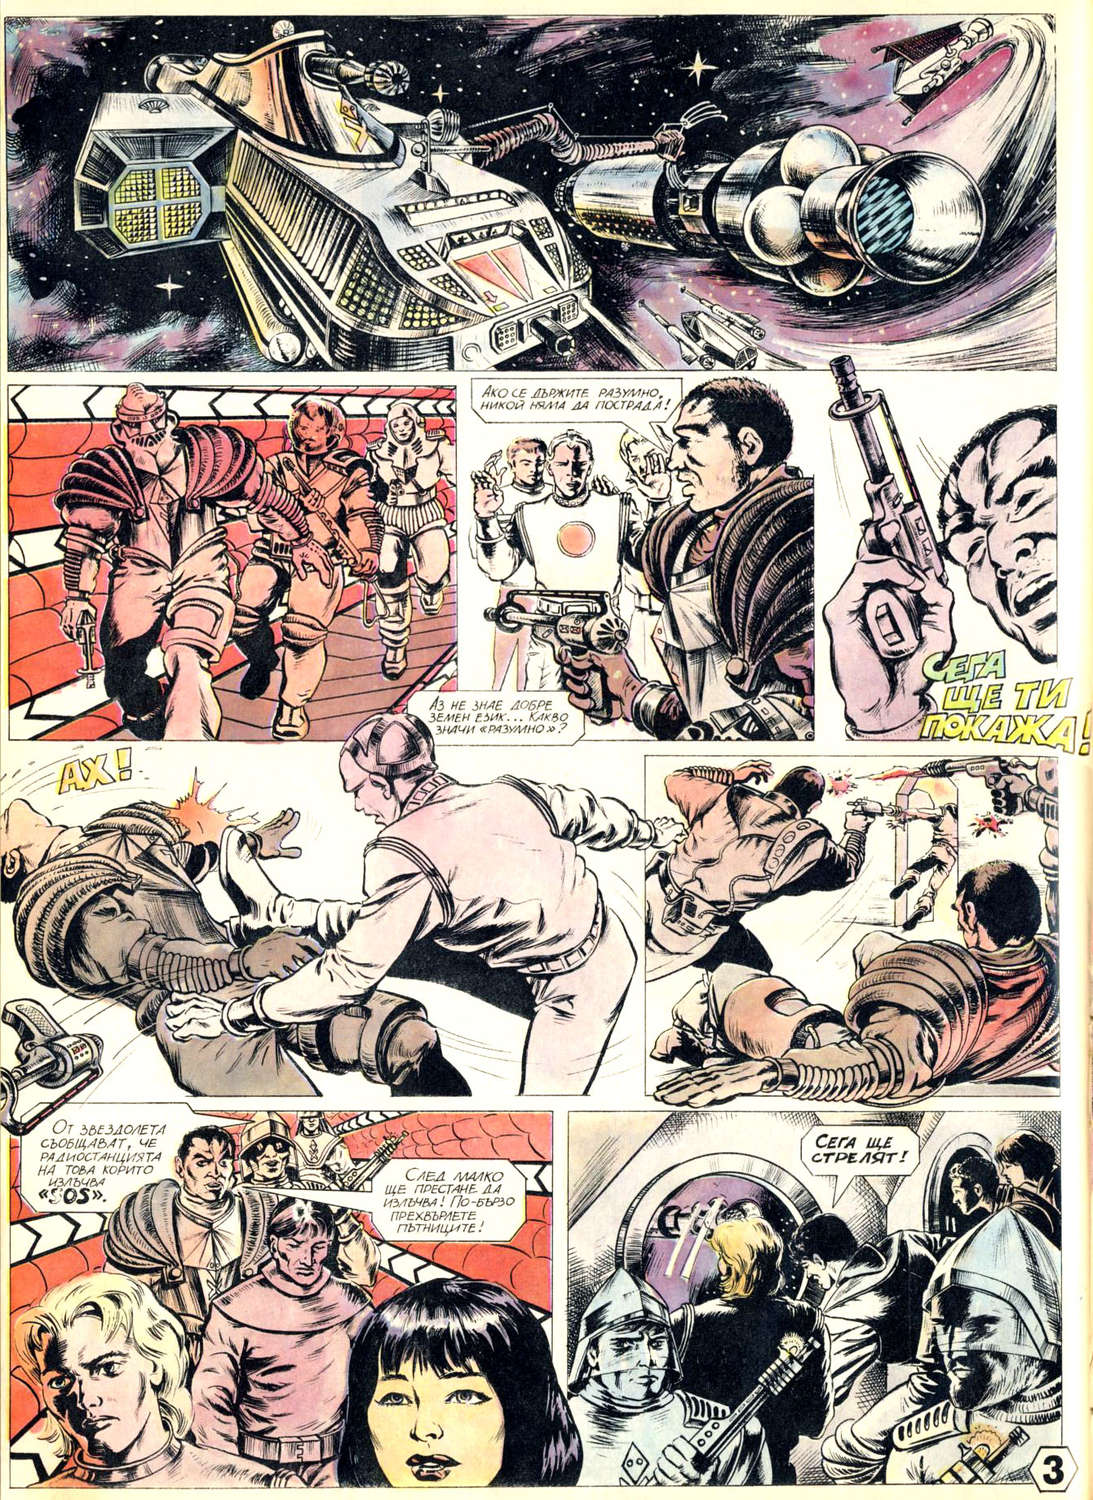 АКО СЕ ДЪРЖИТЕ РАЗУМНО,
НИКОЙ НЯМА ДА ПОСТРАДА!
АЗ НЕ ЗНАЕ ДОБРЕ
ЗЕМЕН ЕЗИК... КАКВО
ЗНАЧИ «РАЗУМНО»?
СЕГА
ЩЕ ТИ
ПОКАЖА!
АХ!
ОТ ЗВЕЗДОЛЕТА
СЪОБЩАВАТ, ЧЕ
РАДИОСТАНЦИЯТА
НА ТОВА КОРИТО
ИЗЛЪЧВА
«SOS».
СЛЕД МАЛКО
ЩЕ ПРЕСТАНЕ ДА
ИЗЛЪЧВА! ПО-БЪРЗО
ПРЕХВЪРЛЕТЕ
ПЪТНИЦИТЕ!
СЕГА ЩЕ
СТРЕЛЯТ!
3